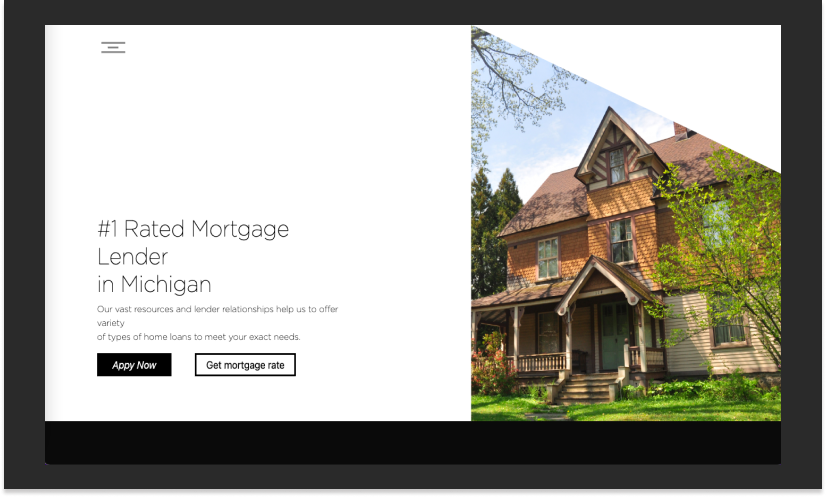 #1 Rated Mortgage
Lender
in Michigan
Our vast resources and lender relationships help us to offer
variety
of types of home loans to meet your exact needs.
Appy Now
Get mortgage rate